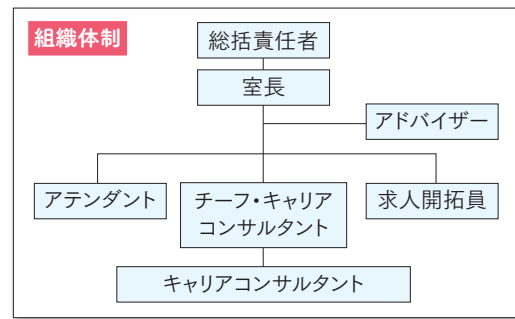 組織体制
総括責任者
室長
アドバイザー
アテンダント
チーフ・キャリア
コンサルタント
求人開拓員
キャリアコンサルタント